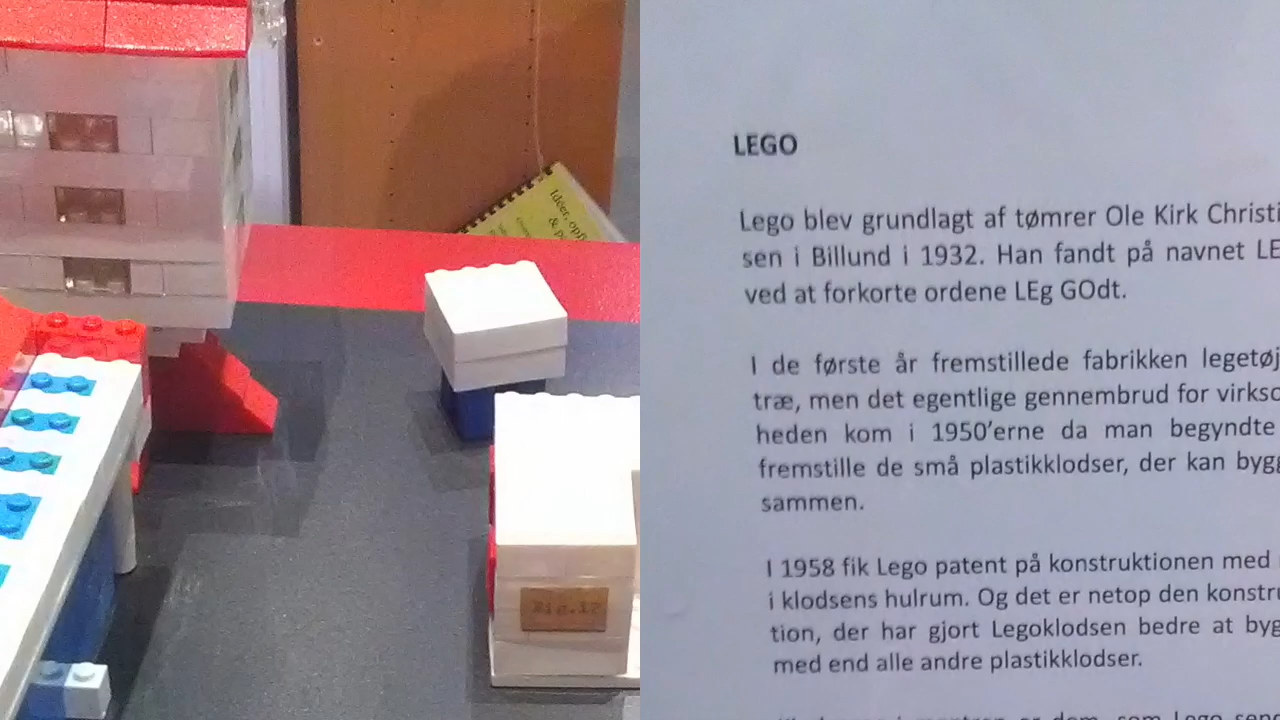 Idéer, opfi
& p
Fig.12
LEGO
Lego blev grundlagt af tømrer Ole Kirk Christi
sen i Billund i 1932. Han fandt på navnet LE
ved at forkorte ordene LEg GOdt.
I de første år fremstillede fabrikken legetøj
træ, men det egentlige gennembrud for virkso
heden kom i 1950'erne da man begyndte
fremstille de små plastikklodser, der kan bygg
sammen.
I 1958 fik Lego patent på konstruktionen med
i klodsens hulrum. Og det er netop den konstru
tion, der har gjort Legoklodsen bedre at byg
med end alle andre plastikklodser.